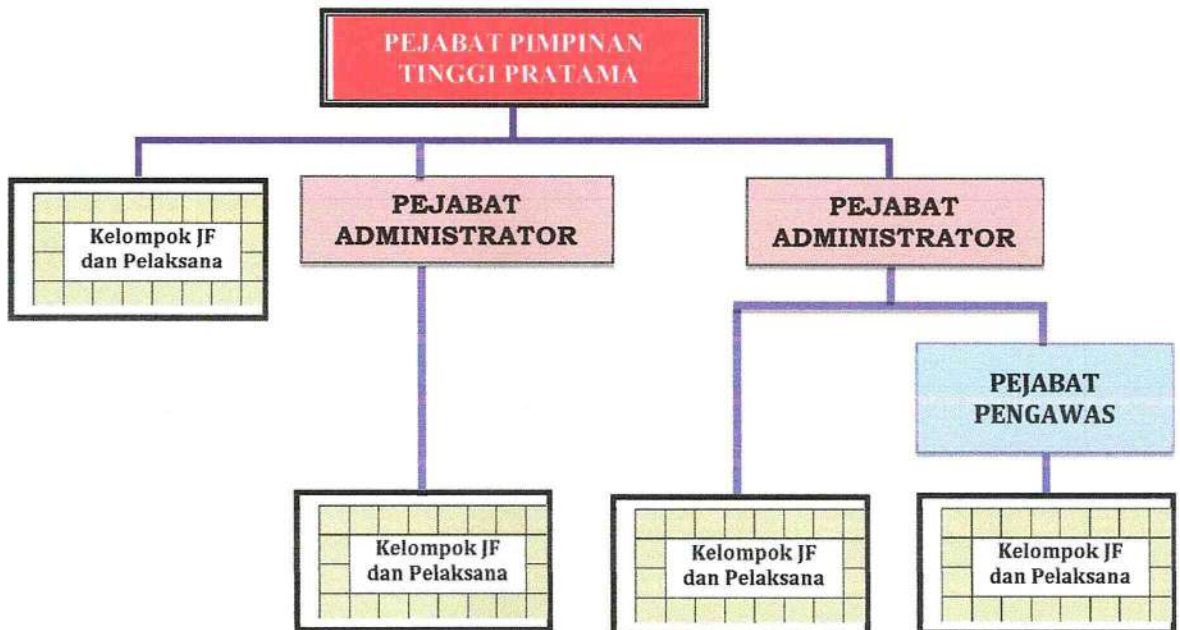 PEJABAT PIMPINAN
TINGGI PRATAMA
Kelompok JF
dan Pelaksana
PEJABAT
ADMINISTRATOR
PEJABAT
ADMINISTRATOR
PEJABAT
PENGAWAS
Kelompok JF
dan Pelaksana
Kelompok JF
dan Pelaksana
Kelompok JF
dan Pelaksana